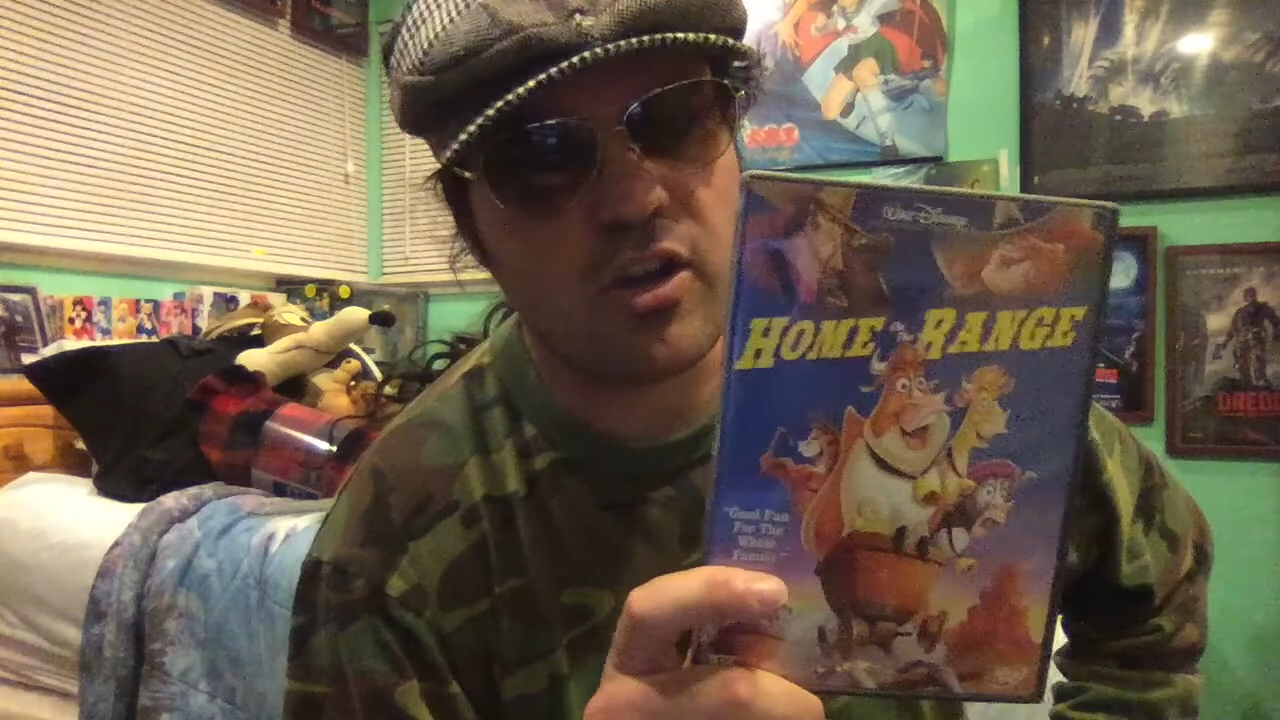 WALT DISNEY
HOME ON THE RANGE
"Good Fun
For The
Whole
Family"
DREDD